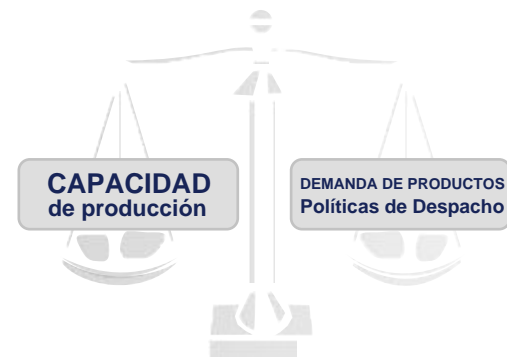 CAPACIDAD
de producción
DEMANDA DE PRODUCTOS
Políticas de Despacho